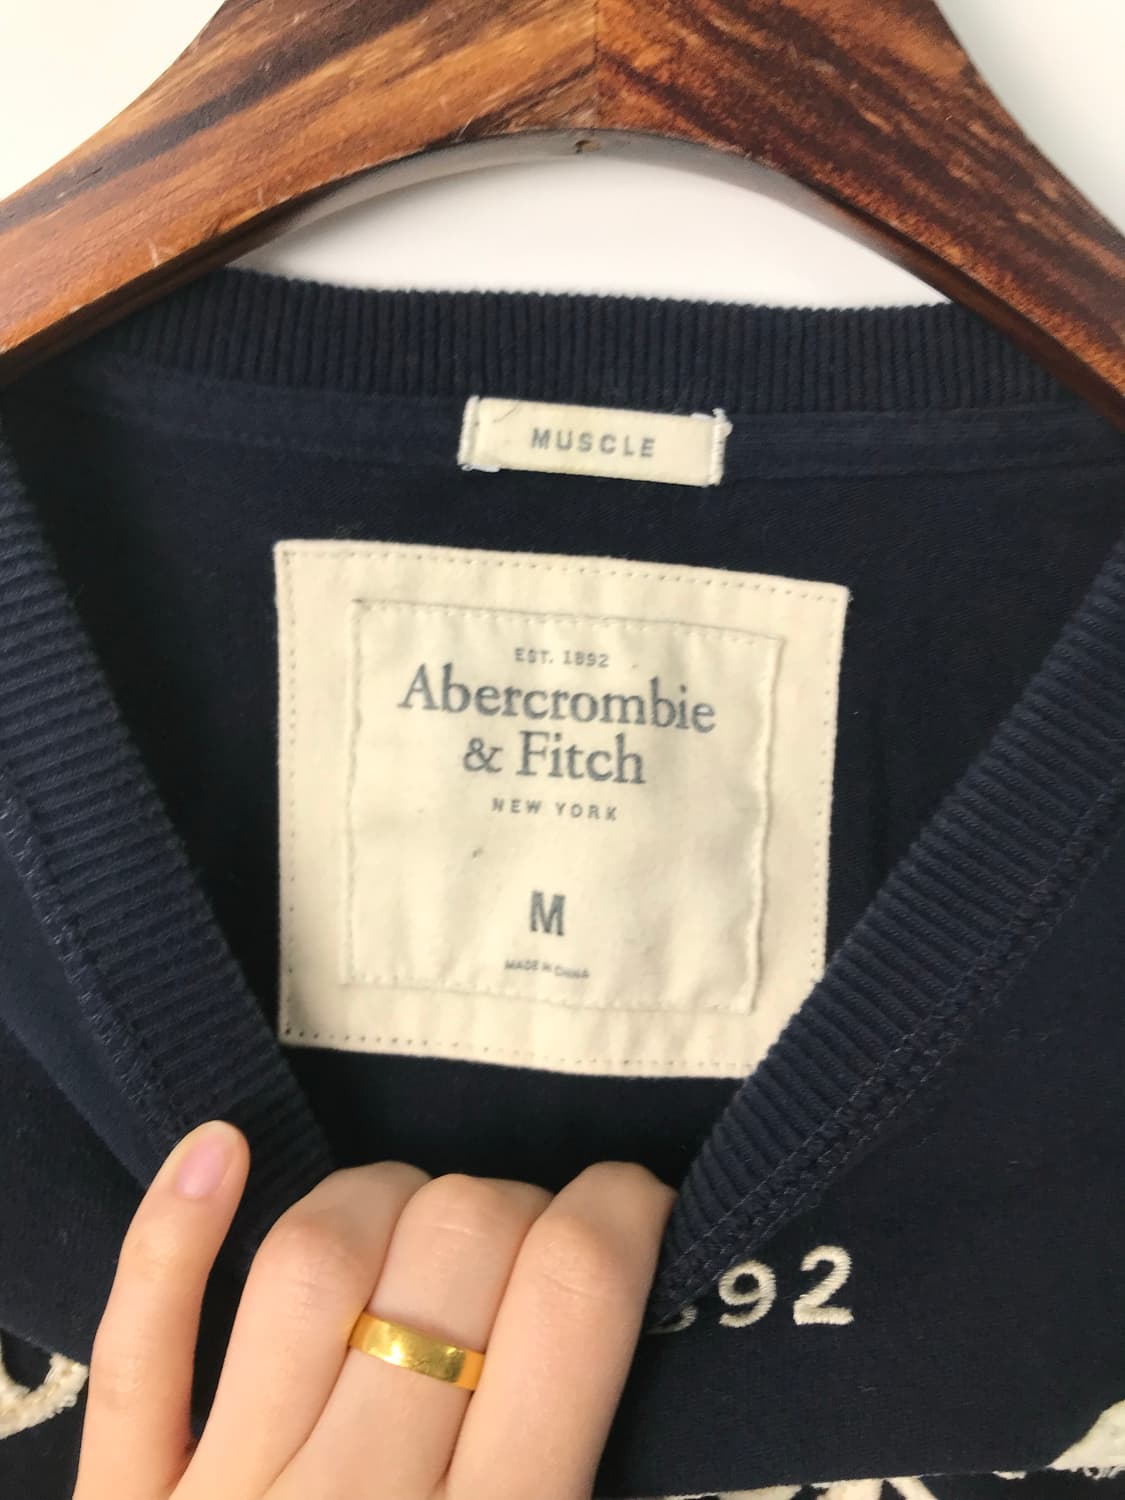 MUSCLE
EST. 1892
Abercrombie
& Fitch
NEW YORK
M
MADE IN CHINA
92